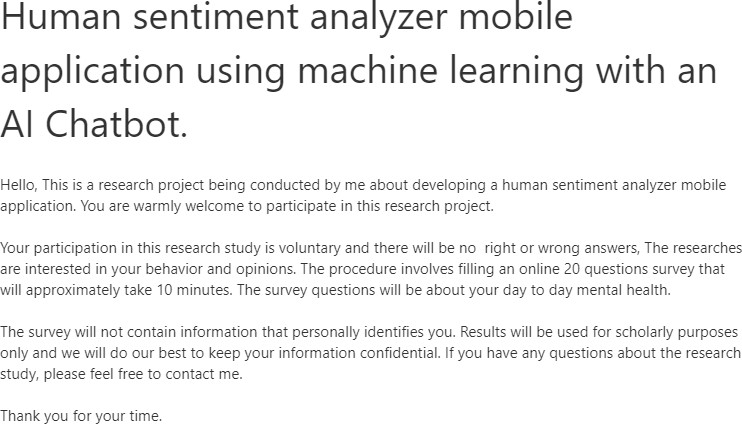 Human sentiment analyzer mobile
application using machine learning with an
AI Chatbot.
Hello, This is a research project being conducted by me about developing a human sentiment analyzer mobile
application. You are warmly welcome to participate in this research project.
Your participation in this research study is voluntary and there will be no  right or wrong answers, The researches
are interested in your behavior and opinions. The procedure involves filling an online 20 questions survey that
will approximately take 10 minutes. The survey questions will be about your day to day mental health.
The survey will not contain information that personally identifies you. Results will be used for scholarly purposes
only and we will do our best to keep your information confidential. If you have any questions about the research
study, please feel free to contact me.
Thank you for your time.